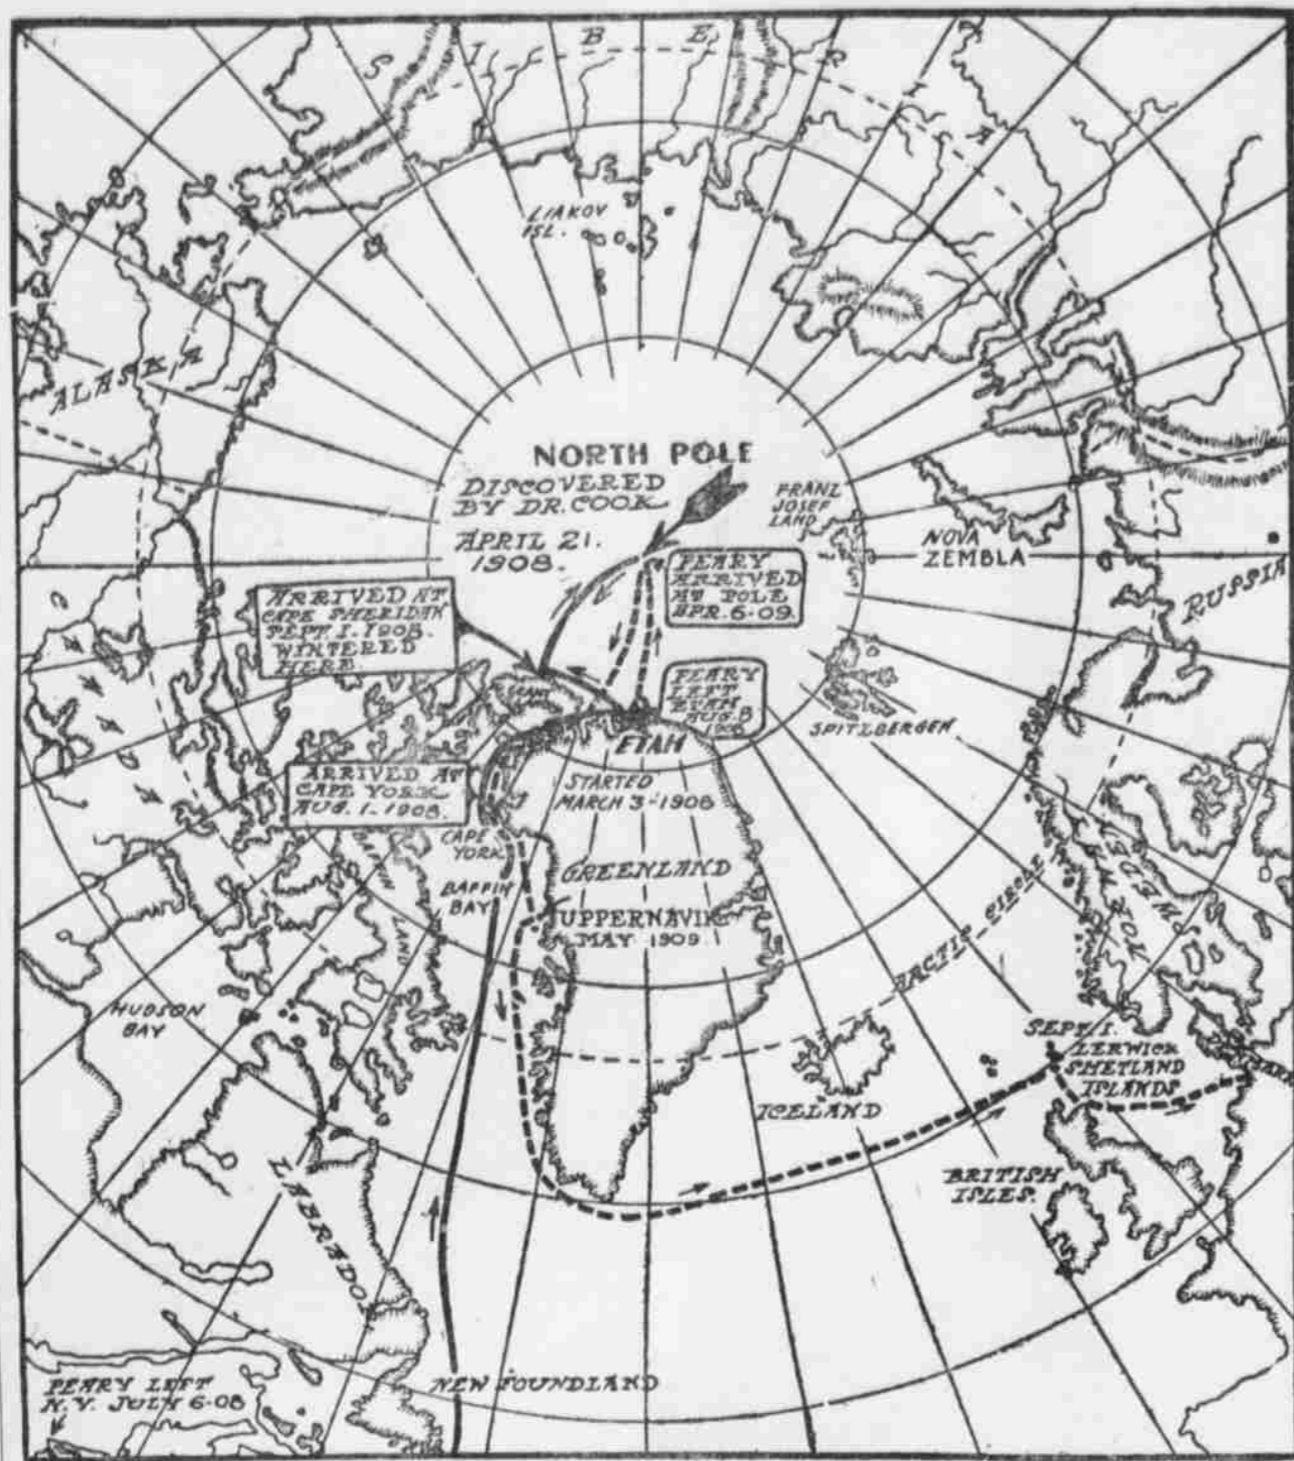 SIBERIA
LIAKOV
ISL.
ALASKA
NORTH POLE
DISCOVERED
BY DR. COOK
APRIL 21.
1908.
FRANZ
JOSEF
LAND
NOVA
ZEMBLA
RUSSIA
PEARY
ARRIVED
AT POLE
APR. 6-09.
ARRIVED AT
CAPE SHERIDAN
SEPT. 1. 1908.
WINTERED
HERE
GRANT
PEARY
LEFT
ETAH
AUG. 8
1908
SPITZBERGEN
ETAH
ARRIVED AT
CAPE YORK
AUG. 1-1908.
STARTED
MARCH 3-1908
CAPE
YORK
BAFFIN
LAND
BAFFIN
BAY
GREENLAND
UPPERNAVIK
MAY 1909.
ARCTIC CIRCLE
SWEDEN
HUDSON
BAY
SEPT. 1.
LERWICK
SHETLAND
ISLANDS
ICELAND
BRITISH
ISLES.
LABRADOR
PEARY LEFT
N.Y. JULY 6-08
NEW FOUNDLAND